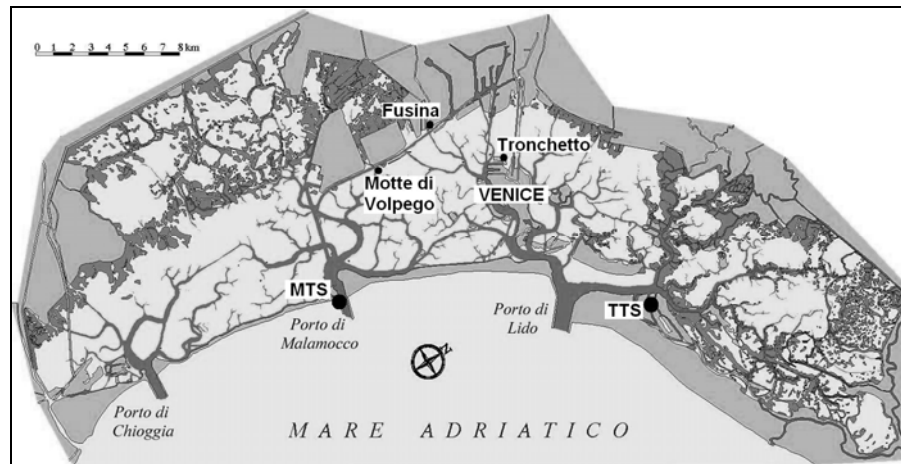 0 1 2 3 4 5 6 7 8 km
Fusina
Tronchetto
Motte di
Volpego
VENICE
MTS
Porto di
Malamocco
Porto di
Lido
TTS
N
Porto di
Chioggia
MARE ADRIATICO